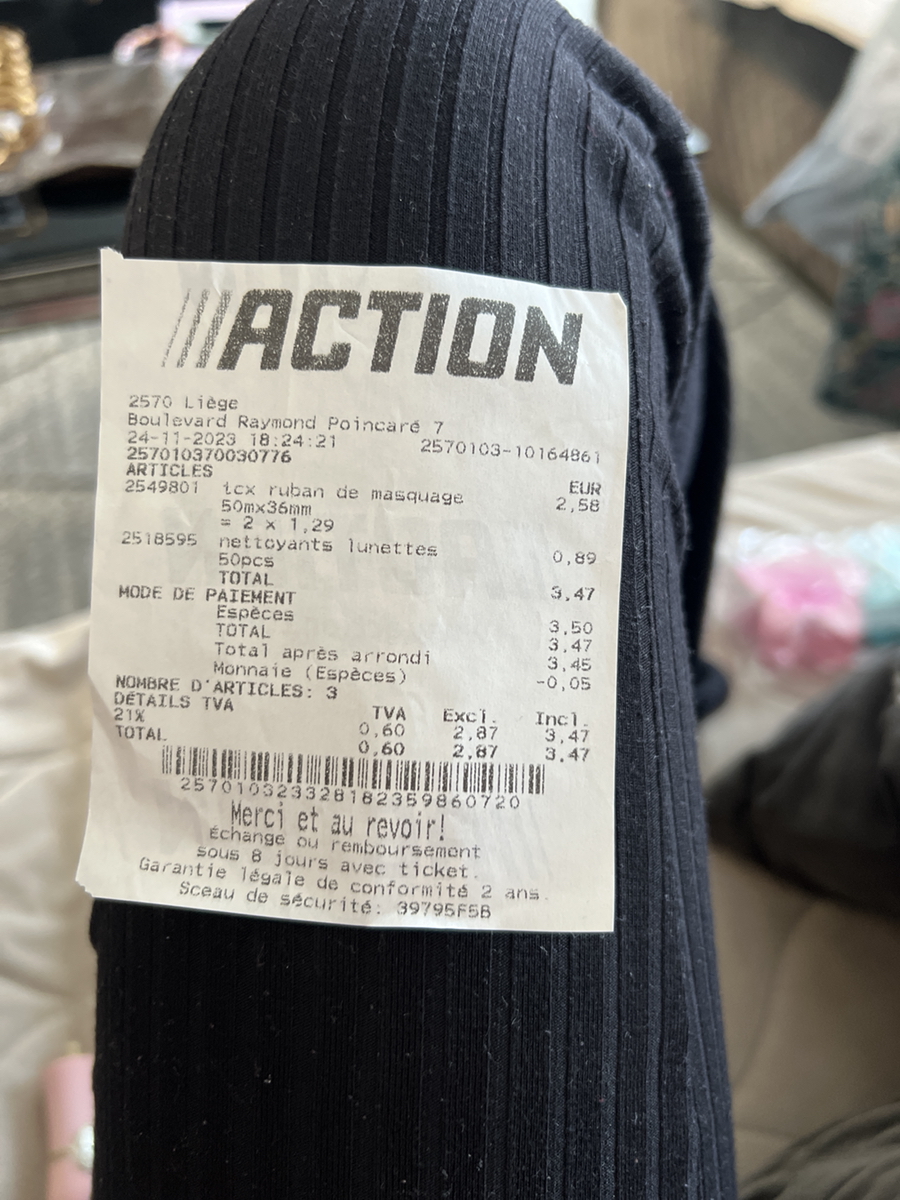 ACTION
2570 Liège
Boulevard Raymond Poincaré 7
24-11-2023 18:24:21 2570103-10164861
257010370030776
ARTICLES EUR
2549801 tcx ruban de masquage 2,58
50mx36mm
= 2 x 1,29
2518595 nettoyants lunettes 0,89
50pcs
TOTAL 3,47
MODE DE PAIEMENT
Espèces 3,50
TOTAL 3,47
Total après arrondi 3,45
Monnaie (Espèces) -0,05
NOMBRE D'ARTICLES: 3
DÉTAILS TVA TVA Excl. Incl.
21% 0,60 2,87 3,47
TOTAL 0,60 2,87 3,47
257010323328182359860720
Merci et au revoir!
Échange ou remboursement
sous 8 jours avec ticket.
Garantie légale de conformité 2 ans.
Sceau de sécurité: 39795F5B